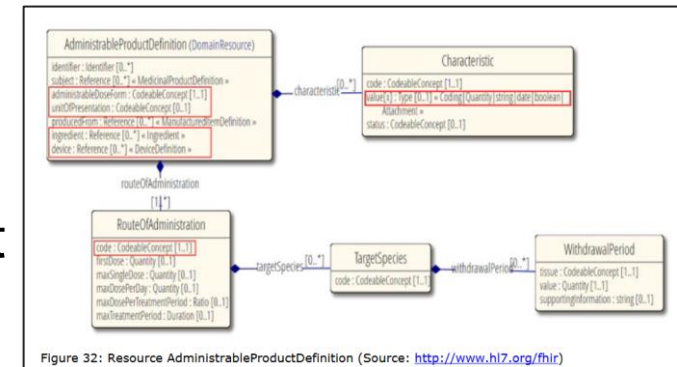 AdministrableProductDefinition (DomainResource)
identifier : Identifier [0..*]
subject : Reference [0..*] « MedicinalProductDefinition »
administrableDoseForm : CodeableConcept [1..1]
unitOfPresentation : CodeableConcept [0..1]
producedFrom : Reference [0..*] « ManufacturedItemDefinition »
ingredient : Reference [0..*] « Ingredient »
device : Reference [0..*] « DeviceDefinition »
characteristic [0..*]
Characteristic
code : CodeableConcept [1..1]
value[x] : Type [0..1] « Coding|Quantity|string|date|boolean|
Attachment »
status : CodeableConcept [0..1]
routeOfAdministration
[1..*]
RouteOfAdministration
code : CodeableConcept [1..1]
firstDose : Quantity [0..1]
maxSingleDose : Quantity [0..1]
maxDosePerDay : Quantity [0..1]
maxDosePerTreatmentPeriod : Ratio [0..1]
maxTreatmentPeriod : Duration [0..1]
targetSpecies [0..*]
TargetSpecies
code : CodeableConcept [1..1]
withdrawalPeriod [0..*]
WithdrawalPeriod
tissue : CodeableConcept [1..1]
value : Quantity [1..1]
supportingInformation : string [0..1]
Figure 32: Resource AdministrableProductDefinition (Source: http://www.hl7.org/fhir)